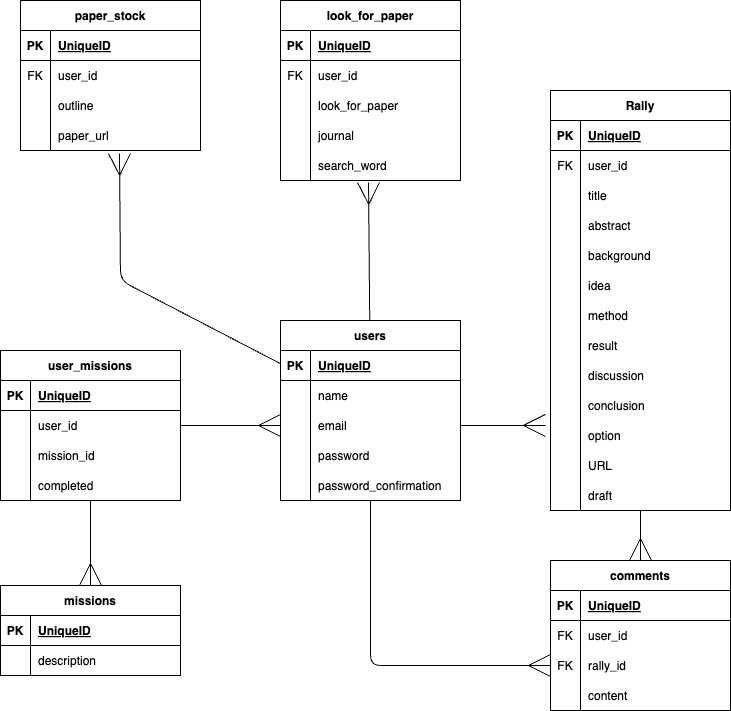 paper_stock
PK UniqueID
FK user_id
outline
paper_url
look_for_paper
PK UniqueID
FK user_id
look_for_paper
journal
search_word
Rally
PK UniqueID
FK user_id
title
abstract
background
idea
method
result
discussion
conclusion
option
URL
draft
users
PK UniqueID
name
email
password
password_confirmation
user_missions
PK UniqueID
user_id
mission_id
completed
missions
PK UniqueID
description
comments
PK UniqueID
FK user_id
FK rally_id
content